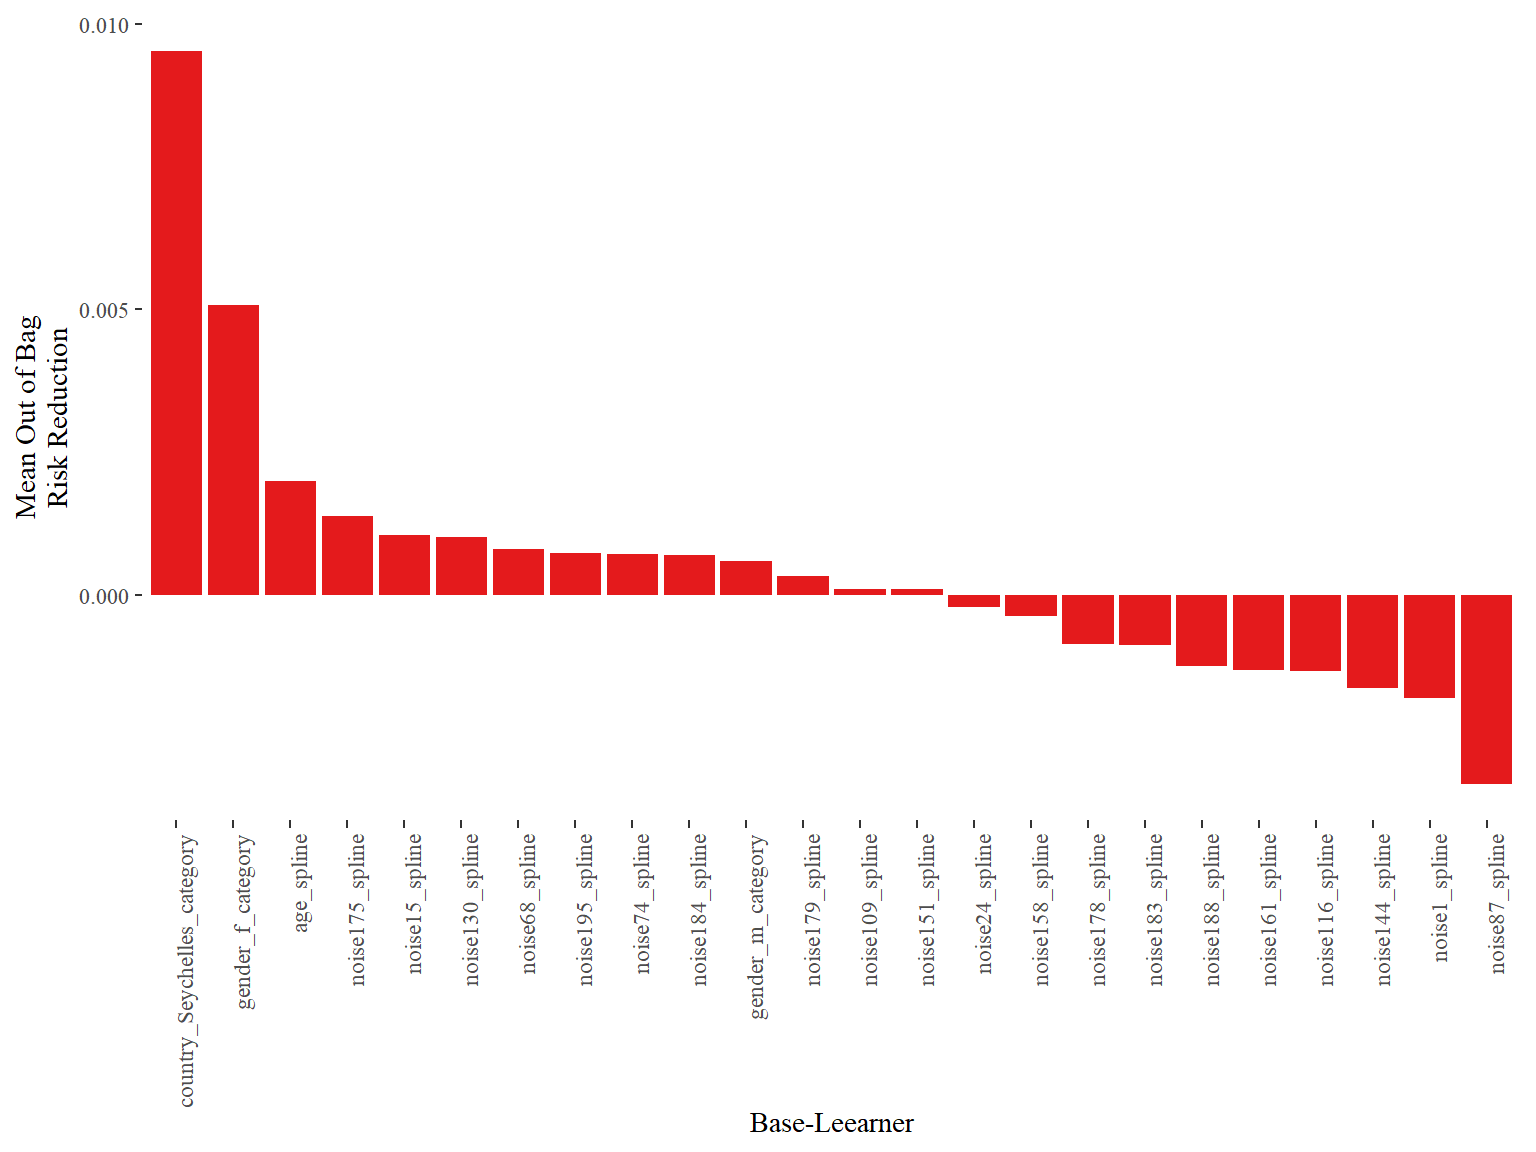 0.010
0.005
0.000
Mean Out of Bag
Risk Reduction
country_Seychelles_category
gender_f_category
age_spline
noise175_spline
noise15_spline
noise130_spline
noise68_spline
noise195_spline
noise74_spline
noise184_spline
gender_m_category
noise179_spline
noise109_spline
noise151_spline
noise24_spline
noise158_spline
noise178_spline
noise183_spline
noise188_spline
noise161_spline
noise116_spline
noise144_spline
noise1_spline
noise87_spline
Base-Leearner